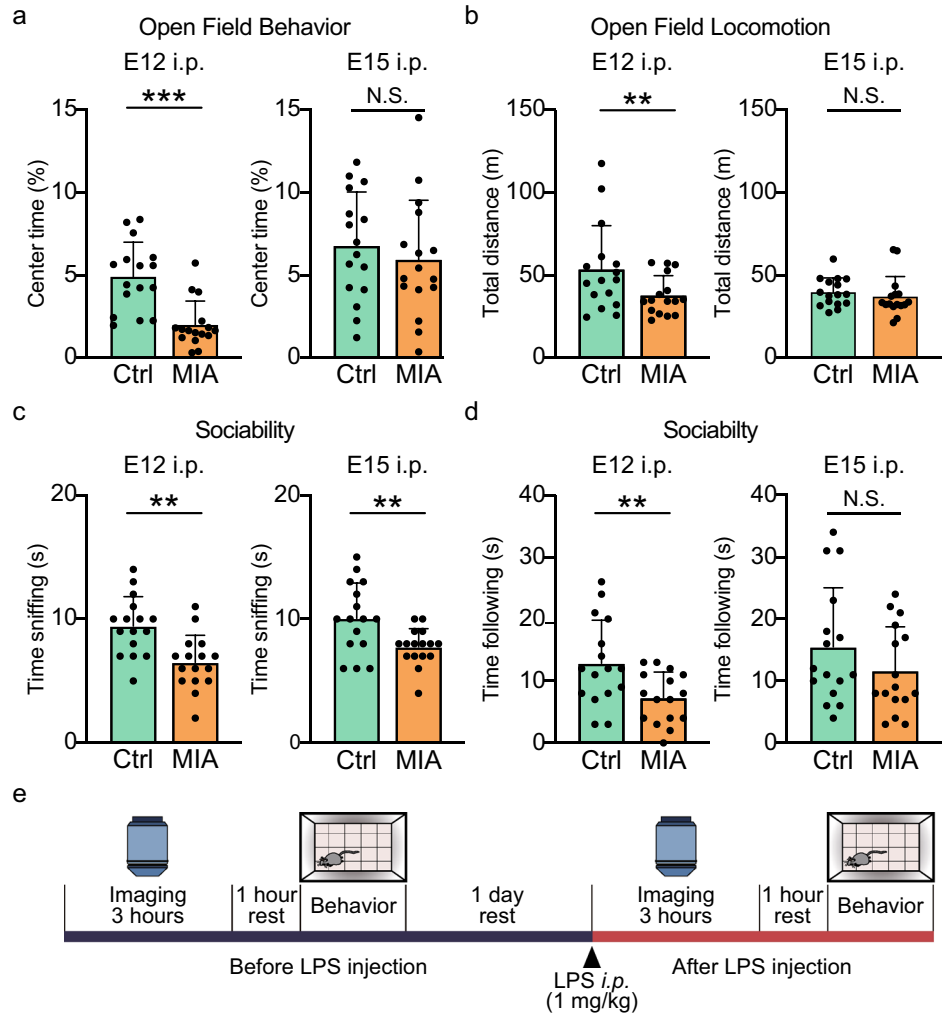 a
Open Field Behavior
E12 i.p.
E15 i.p.
***
N.S.
Center time (%)
15
10
5
0
Ctrl MIA
Center time (%)
15
10
5
0
Ctrl MIA
b
Open Field Locomotion
E12 i.p.
E15 i.p.
**
N.S.
Total distance (m)
150
100
50
0
Ctrl MIA
Total distance (m)
150
100
50
0
Ctrl MIA
c
Sociability
E12 i.p.
E15 i.p.
**
**
Time sniffing (s)
20
10
0
Ctrl MIA
Time sniffing (s)
20
10
0
Ctrl MIA
d
Sociabilty
E12 i.p.
E15 i.p.
**
N.S.
Time following (s)
40
30
20
10
0
Ctrl MIA
Time following (s)
40
30
20
10
0
Ctrl MIA
e
Imaging
3 hours
1 hour
rest
Behavior
1 day
rest
Imaging
3 hours
1 hour
rest
Behavior
Before LPS injection
LPS i.p.
(1 mg/kg)
After LPS injection